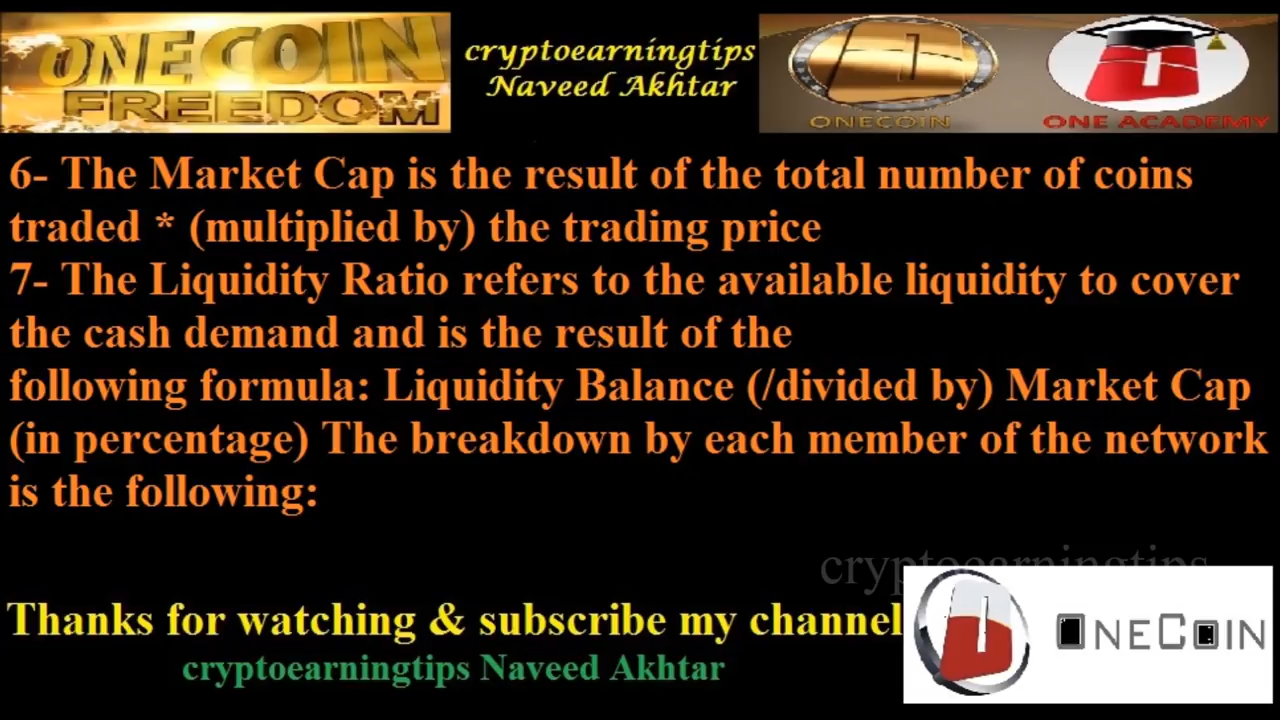 ONECOIN
FREEDOM
cryptoearningtips
Naveed Akhtar
ONECOIN
ONE ACADEMY
6- The Market Cap is the result of the total number of coins
traded * (multiplied by) the trading price
7- The Liquidity Ratio refers to the available liquidity to cover
the cash demand and is the result of the
following formula: Liquidity Balance (/divided by) Market Cap
(in percentage) The breakdown by each member of the network
is the following:
cryptoearningtips
Thanks for watching & subscribe my channel
cryptoearningtips Naveed Akhtar
ONECOIN